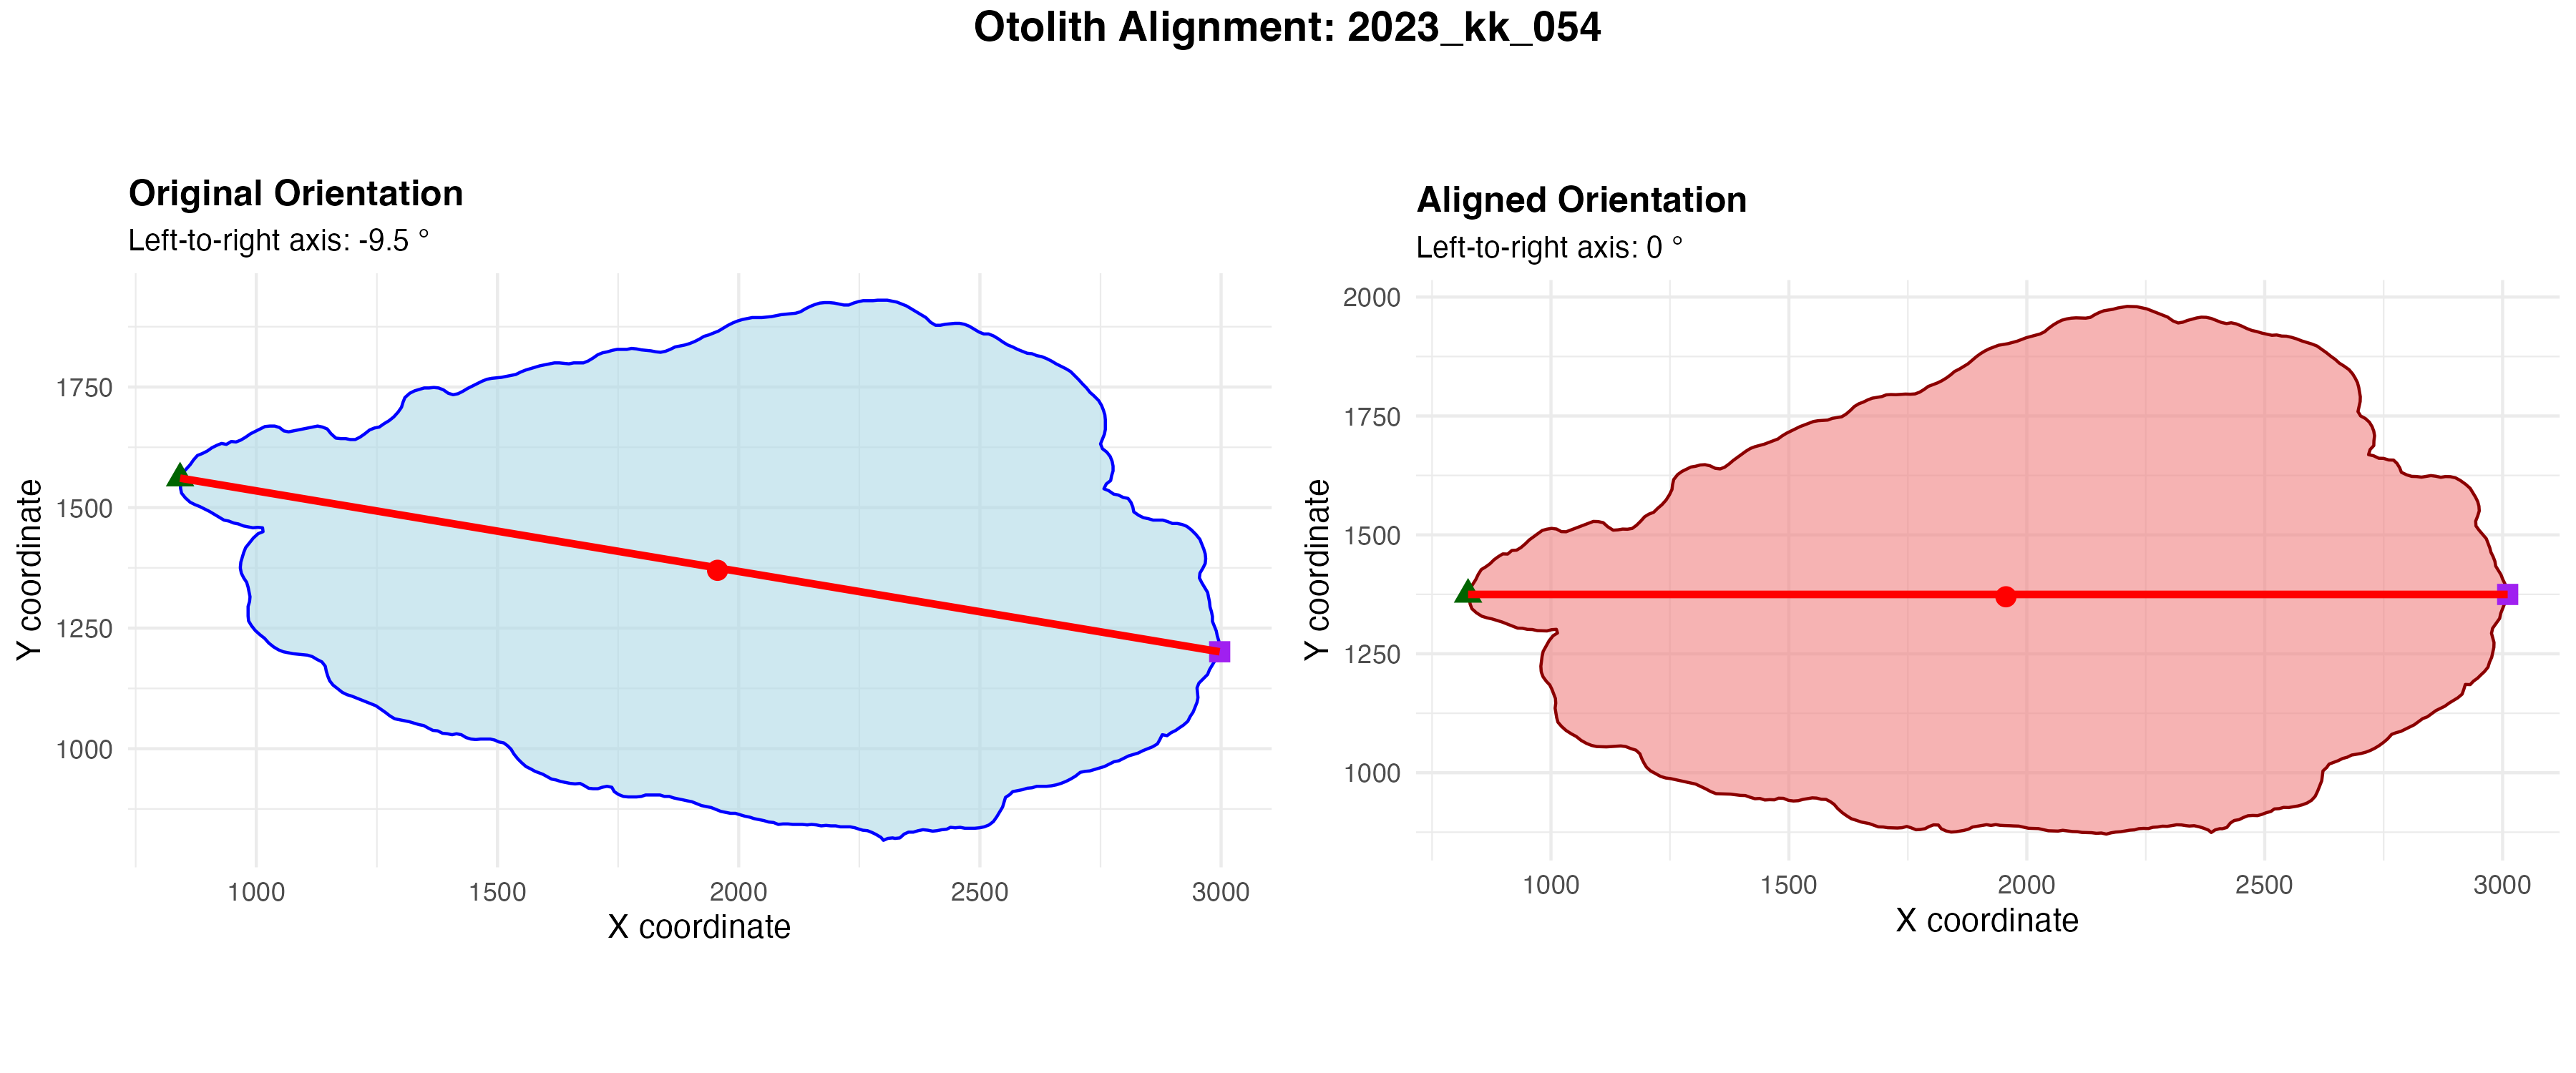 Otolith Alignment: 2023_kk_054
Original Orientation
Left-to-right axis: -9.5 °
Y coordinate
1750
1500
1250
1000
1000 1500 2000 2500 3000
X coordinate
Aligned Orientation
Left-to-right axis: 0 °
Y coordinate
2000
1750
1500
1250
1000
1000 1500 2000 2500 3000
X coordinate